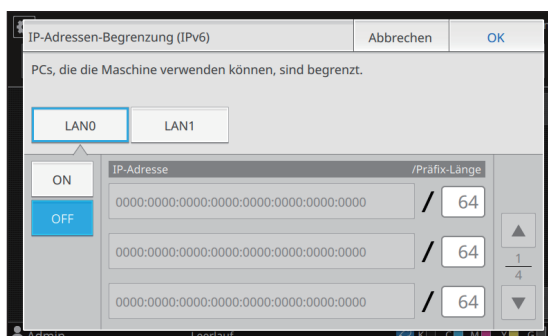 IP-Adressen-Begrenzung (IPv6)
Abbrechen
OK
PCs, die die Maschine verwenden können, sind begrenzt.
LAN0
LAN1
ON
OFF
IP-Adresse
/Präfix-Länge
0000:0000:0000:0000:0000:0000:0000:0000 / 64
0000:0000:0000:0000:0000:0000:0000:0000 / 64
0000:0000:0000:0000:0000:0000:0000:0000 / 64
1
4
Admin
Leerlauf
K C M Y